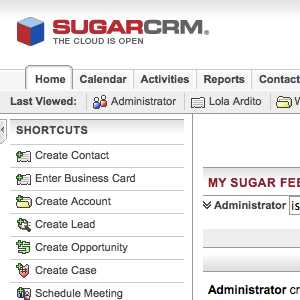 SUGARCRM®
THE CLOUD IS OPEN
Home Calendar Activities Reports Contact
Last Viewed: Administrator Lola Ardito W
SHORTCUTS
Create Contact
Enter Business Card
Create Account
Create Lead
Create Opportunity
Create Case
Schedule Meeting
MY SUGAR FEE
Administrator is
Administrator cr